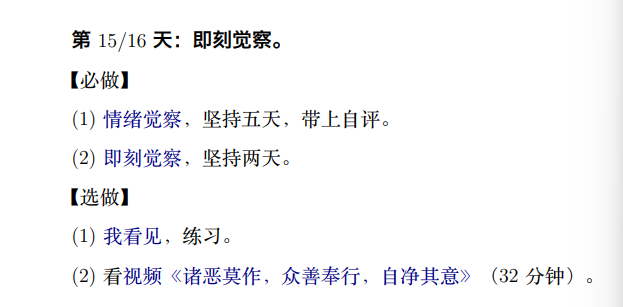 第 15/16 天：即刻觉察。
【必做】
(1) 情绪觉察，坚持五天，带上自评。
(2) 即刻觉察，坚持两天。
【选做】
(1) 我看见，练习。
(2) 看视频《诸恶莫作，众善奉行，自净其意》（32 分钟）。